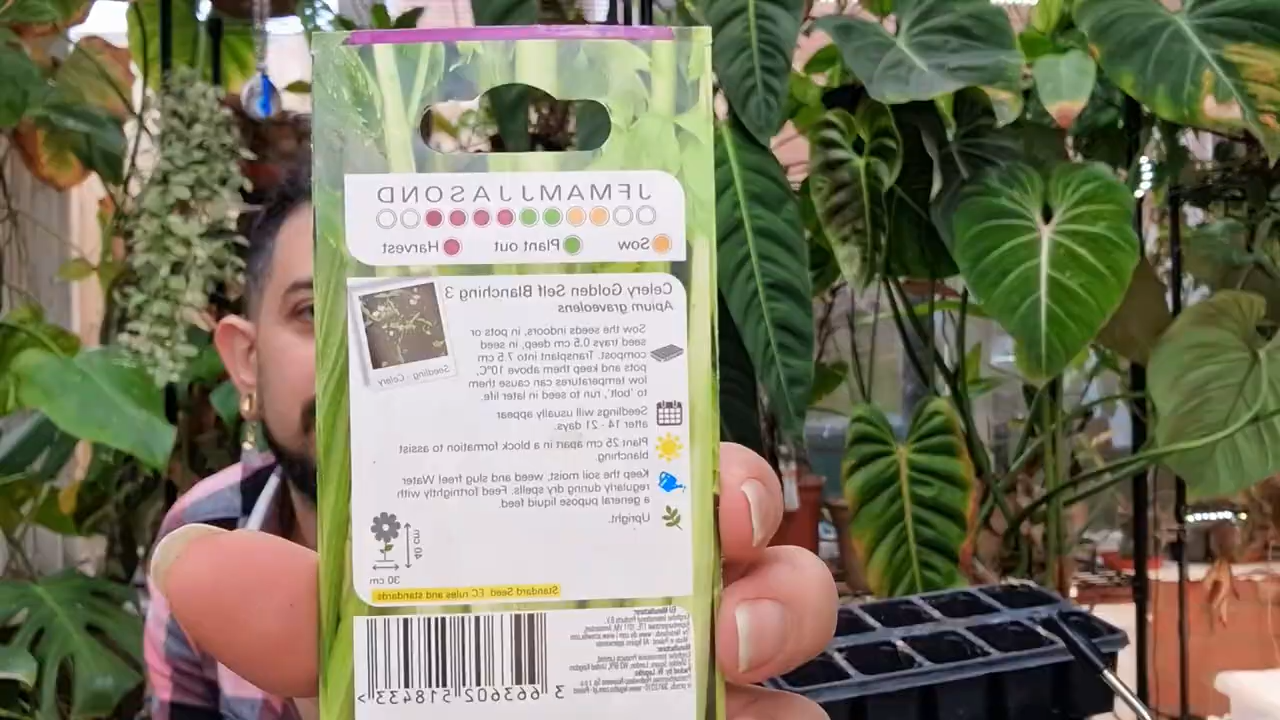 J F M A M J J A S O N D
Sow Plant out Harvest
Celery Golden Self Blanching 3
Apium graveolens
Sow the seeds indoors, in pots or
seed trays 0.5 cm deep, in seed
compost. Transplant into 7.5 cm
pots and keep them above 10°C,
low temperatures can cause them
to 'bolt', run to seed in later life.
Seedling - Celery
Seedlings will usually appear
after 14 - 21 days.
Plant 25 cm apart in a block formation to assist
blanching.
Keep the soil moist, weed and slug free! Water
regularly during dry spells. Feed fortnightly with
a general pupose liquid feed.
Upright.
40 cm
30 cm
Standard Seed EC rules and standards
EU Manufacturer:
Manufacturer:
3 663602 518433 >